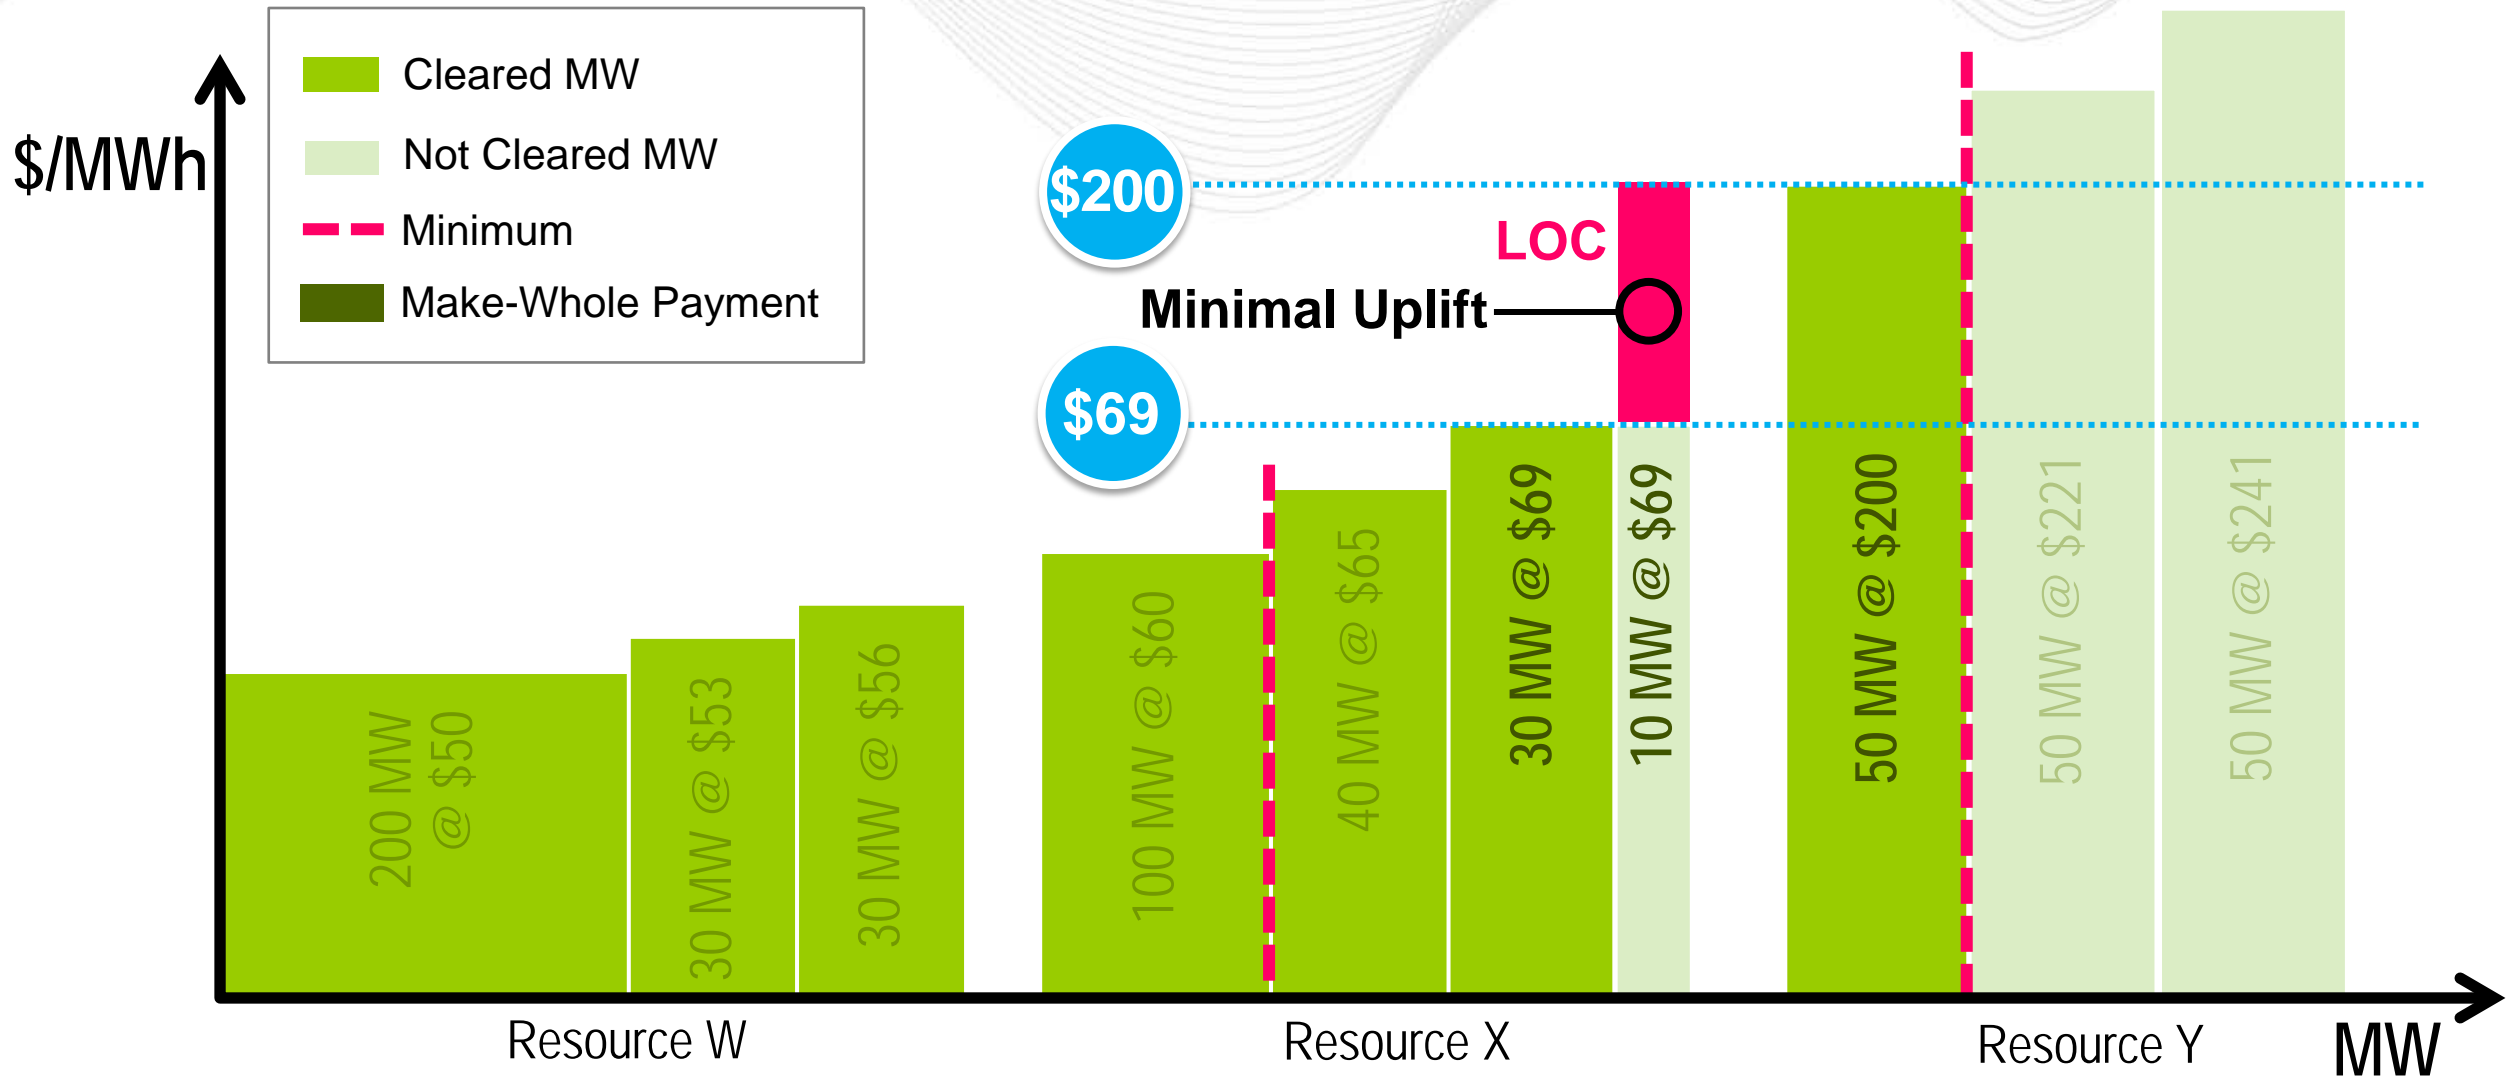 Cleared MW
Not Cleared MW
Minimum
Make-Whole Payment
$/MWh
$200
LOC
Minimal Uplift
$69
200 MW
@ $50
30 MW @ $53
30 MW @ $56
100 MW @ $60
40 MW @ $65
30 MW @ $69
10 MW @ $69
50 MW @ $200
50 MW @ $221
50 MW @ $241
Resource W
Resource X
Resource Y
MW